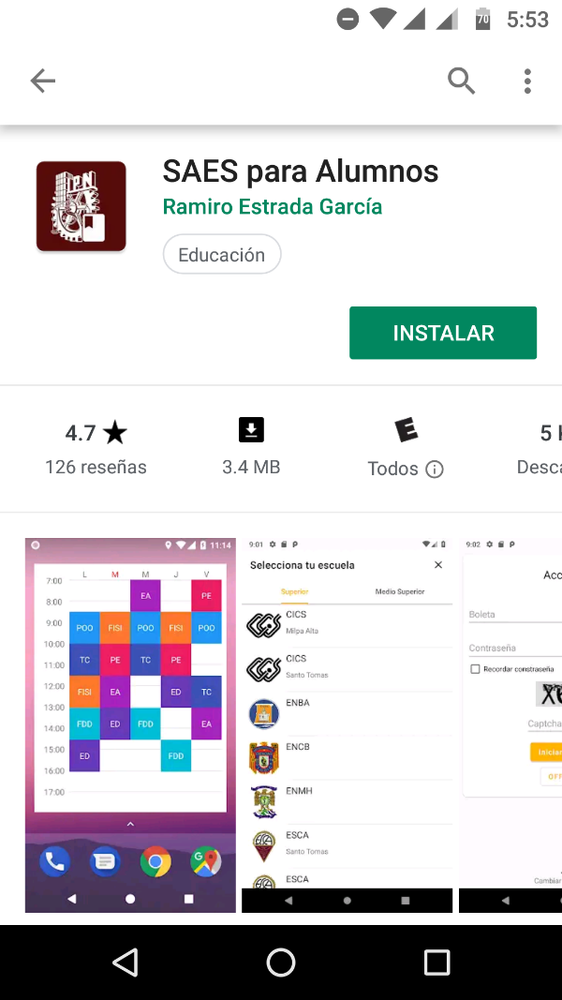 70 5:53
SAES para Alumnos
Ramiro Estrada García
Educación
INSTALAR
4.7
126 reseñas
3.4 MB
E
Todos
5
Desc
IPN
11:14
L M M J V
7:00
8:00
9:00
10:00
11:00
12:00
13:00
14:00
15:00
16:00
17:00
EA PE
POO FISI POO FISI POO
TC PE TC PE
FISI EA ED TC
FDD ED FDD EA
ED FDD
9:01
Selecciona tu escuela
Superior Medio Superior
CICS
Milpa Alta
CICS
Santo Tomas
ENBA
ENCB
ENMH
ESCA
Santo Tomas
ESCA
9:02
Acc
Boleta
Contraseña
Recordar constraseña
Captcha
Iniciar
OFF
Cambiar